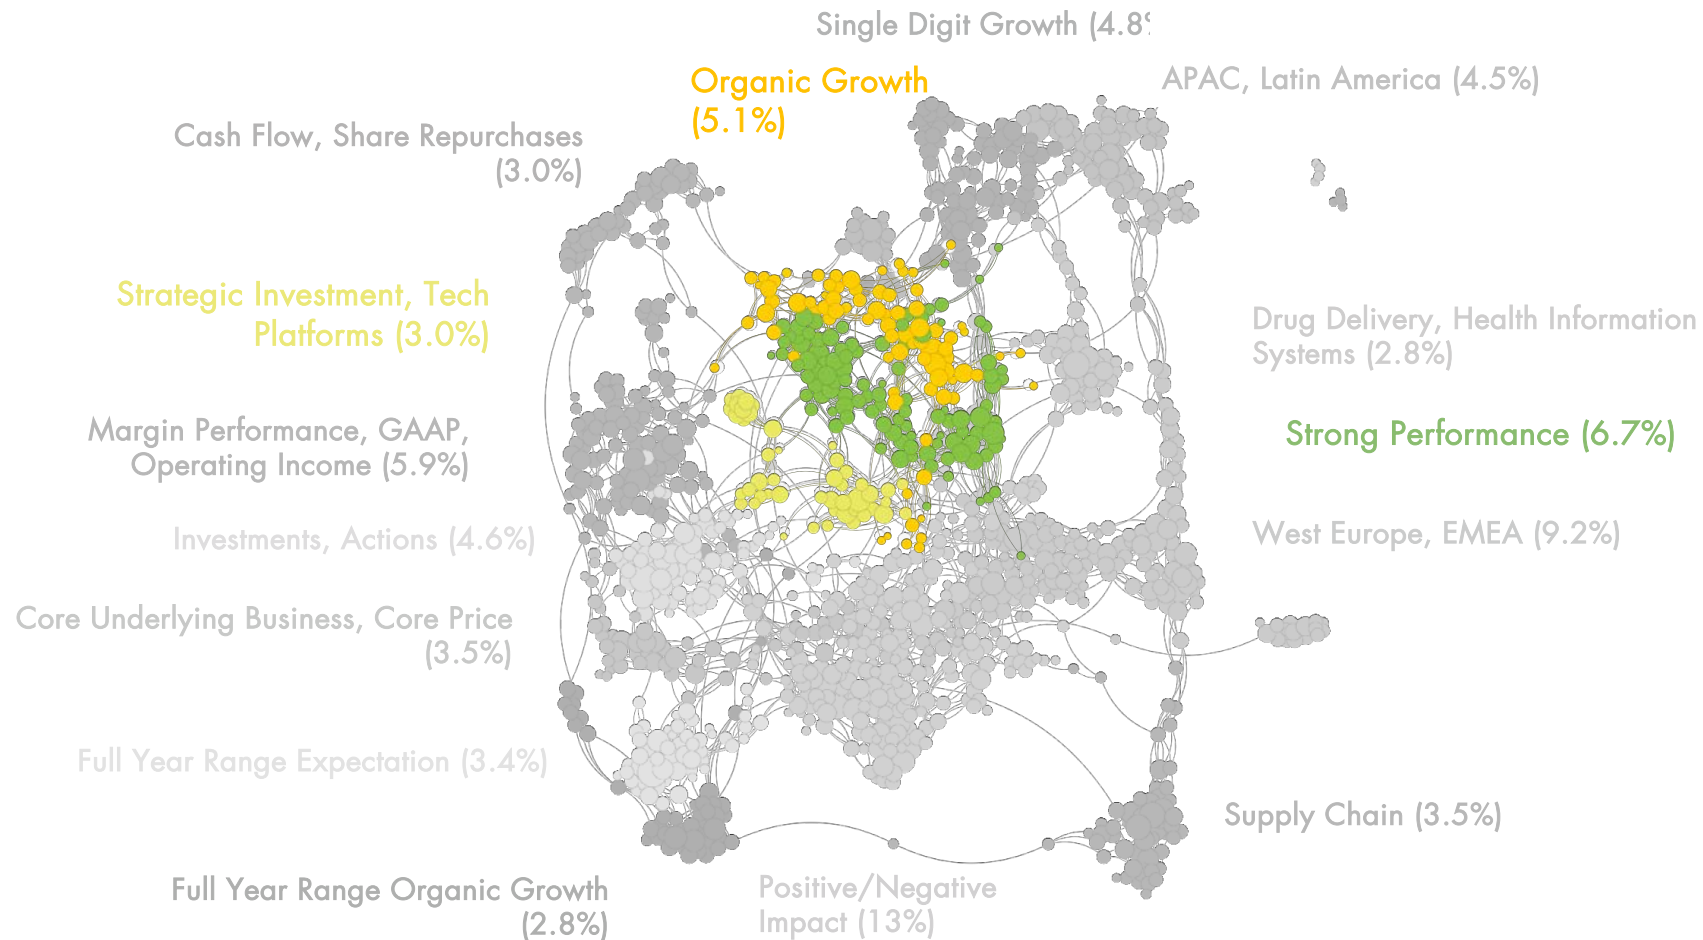 Single Digit Growth (4.8%
Organic Growth
(5.1%)
APAC, Latin America (4.5%)
Cash Flow, Share Repurchases
(3.0%)
Strategic Investment, Tech
Platforms (3.0%)
Drug Delivery, Health Information
Systems (2.8%)
Margin Performance, GAAP,
Operating Income (5.9%)
Strong Performance (6.7%)
Investments, Actions (4.6%)
West Europe, EMEA (9.2%)
Core Underlying Business, Core Price
(3.5%)
Full Year Range Expectation (3.4%)
Supply Chain (3.5%)
Full Year Range Organic Growth
(2.8%)
Positive/Negative
Impact (13%)